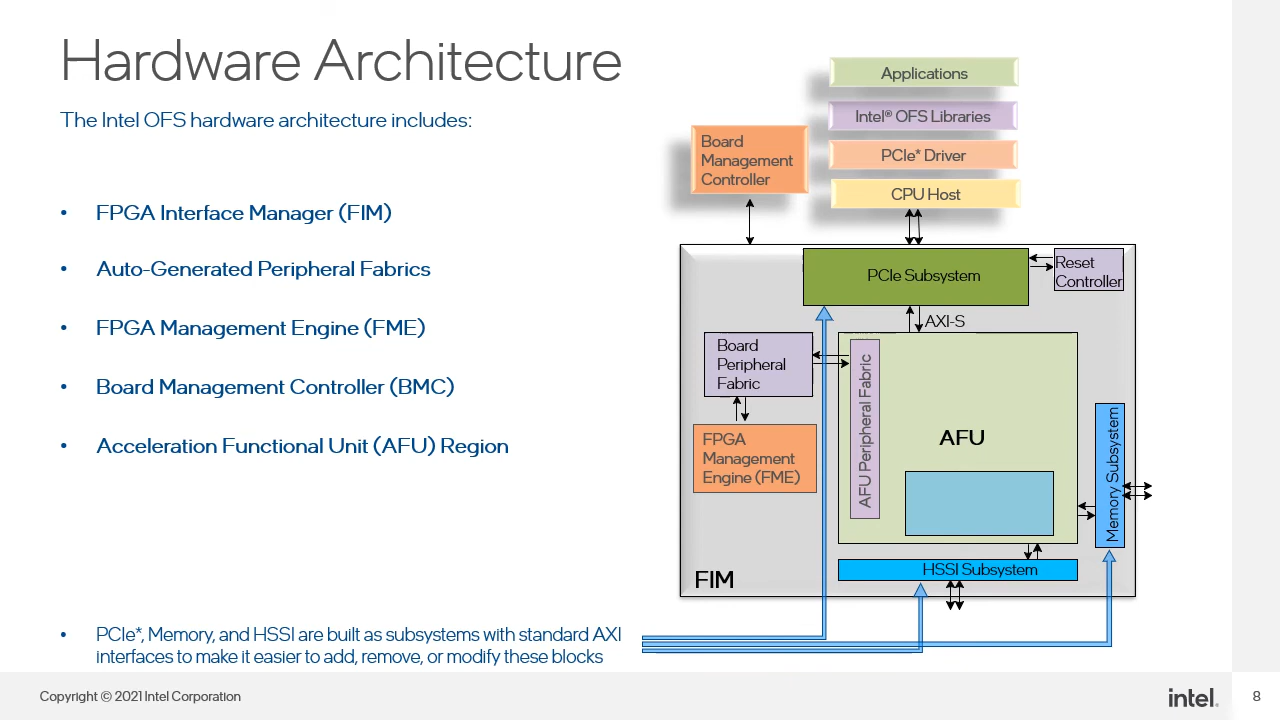 Hardware Architecture
The Intel OFS hardware architecture includes:
• FPGA Interface Manager (FIM)
• Auto-Generated Peripheral Fabrics
• FPGA Management Engine (FME)
• Board Management Controller (BMC)
• Acceleration Functional Unit (AFU) Region
• PCIe*, Memory, and HSSI are built as subsystems with standard AXI
interfaces to make it easier to add, remove, or modify these blocks
Applications
Intel® OFS Libraries
PCIe* Driver
CPU Host
Board
Management
Controller
PCIe Subsystem
Reset
Controller
AXI-S
Board
Peripheral
Fabric
FPGA
Management
Engine (FME)
AFU Peripheral Fabric
AFU
Memory Subsystem
HSSI Subsystem
FIM
Copyright © 2021 Intel Corporation
intel.
8